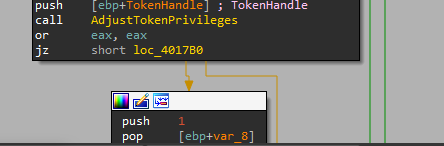 push [ebp+TokenHandle] ; TokenHandle
call AdjustTokenPrivileges
or eax, eax
jz short loc_4017B0
push 1
pop [ebp+var_8]